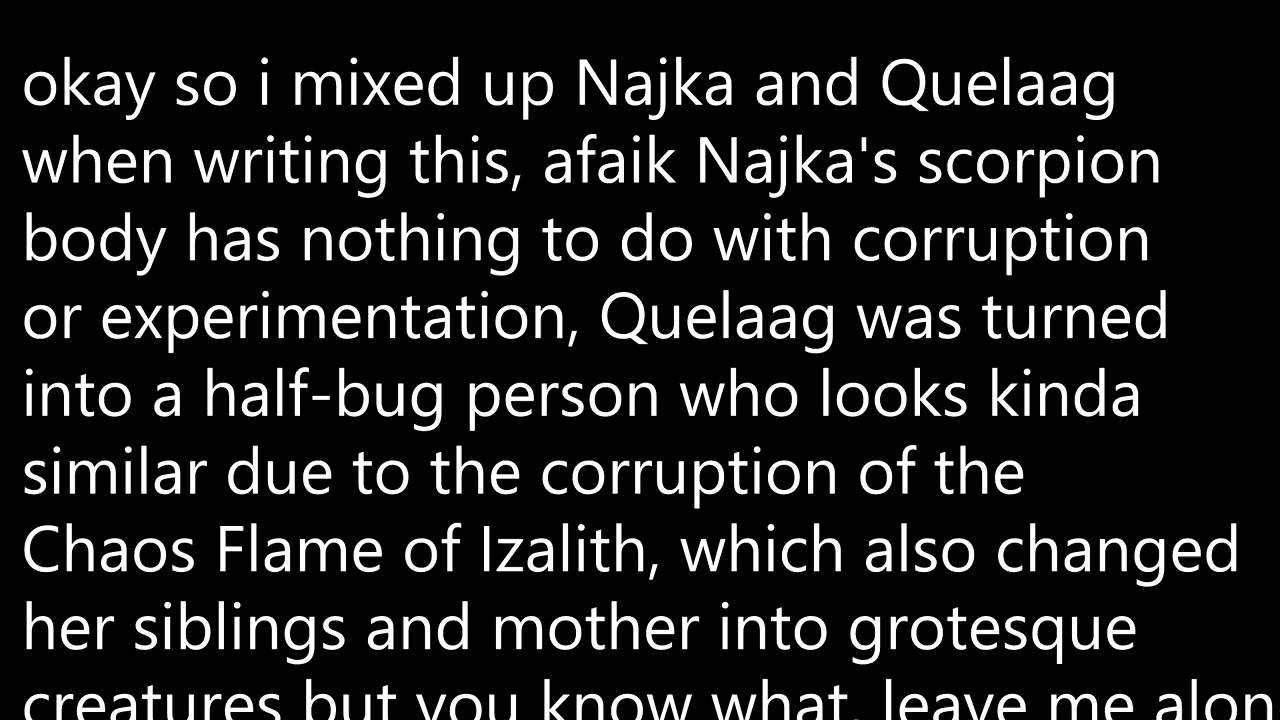 okay so i mixed up Najka and Quelaag
when writing this, afaik Najka's scorpion
body has nothing to do with corruption
or experimentation, Quelaag was turned
into a half-bug person who looks kinda
similar due to the corruption of the
Chaos Flame of Izalith, which also changed
her siblings and mother into grotesque
creatures but you know what, leave me alon